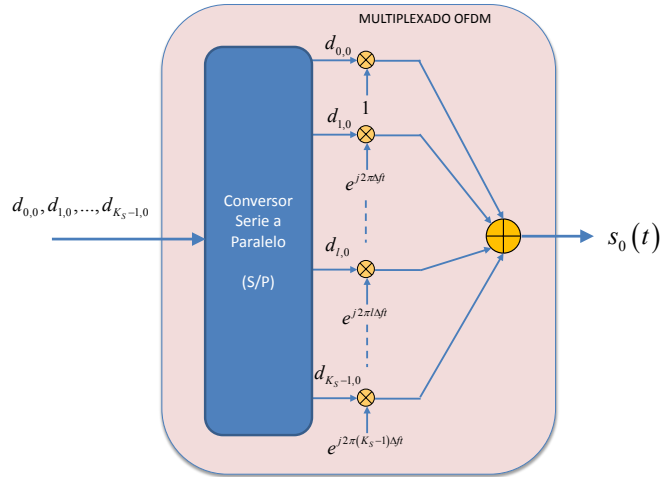 MULTIPLEXADO OFDM
d_{0,0}
1
d_{1,0}
e^{j2πΔft}
d_{0,0}, d_{1,0}, ..., d_{K_S-1,0}
Conversor
Serie a
Paralelo
(S/P)
s_0(t)
d_{l,0}
e^{j2πlΔft}
d_{K_S-1,0}
e^{j2π(K_S-1)Δft}